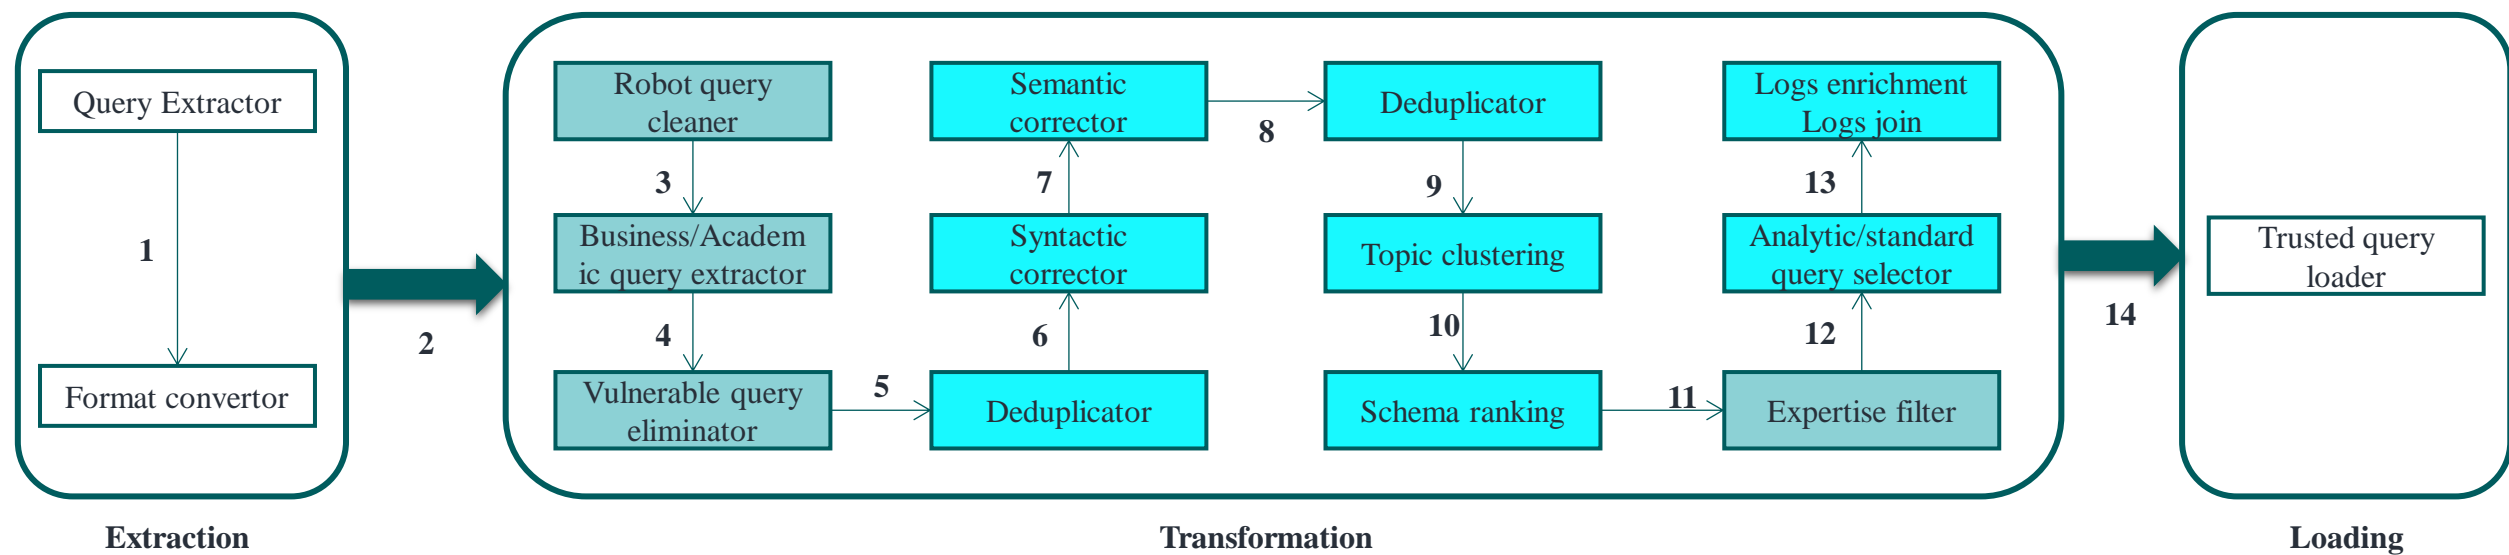 Query Extractor
1
Format convertor
Extraction
2
Robot query
cleaner
3
Business/Academ
ic query extractor
4
Vulnerable query
eliminator
5
Deduplicator
6
Syntactic
corrector
7
Semantic
corrector
8
Deduplicator
9
Topic clustering
10
Schema ranking
11
Expertise filter
12
Analytic/standard
query selector
13
Logs enrichment
Logs join
Transformation
14
Trusted query
loader
Loading